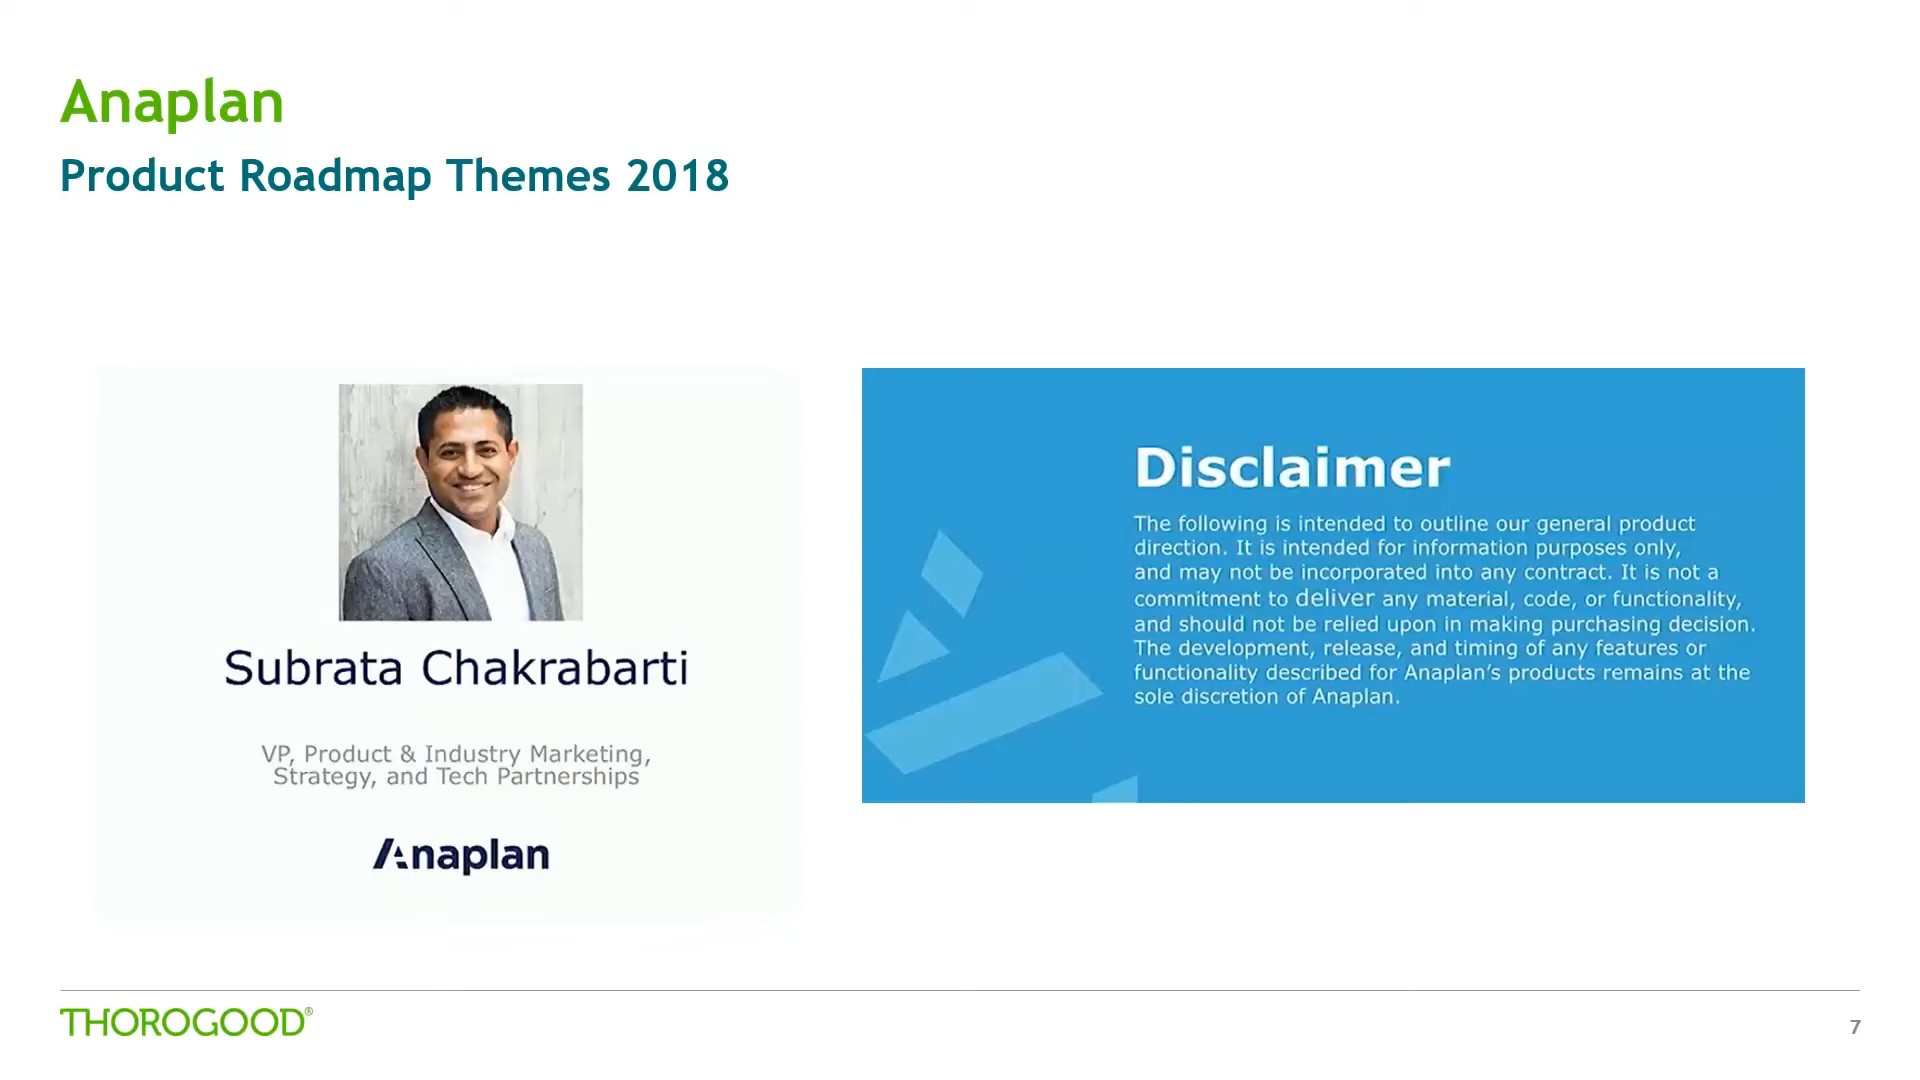 Anaplan
Product Roadmap Themes 2018
Subrata Chakrabarti
VP, Product & Industry Marketing,
Strategy, and Tech Partnerships
Anaplan
Disclaimer
The following is intended to outline our general product
direction. It is intended for information purposes only,
and may not be incorporated into any contract. It is not a
commitment to deliver any material, code, or functionality,
and should not be relied upon in making purchasing decision.
The development, release, and timing of any features or
functionality described for Anaplan’s products remains at the
sole discretion of Anaplan.
THOROGOOD®
7